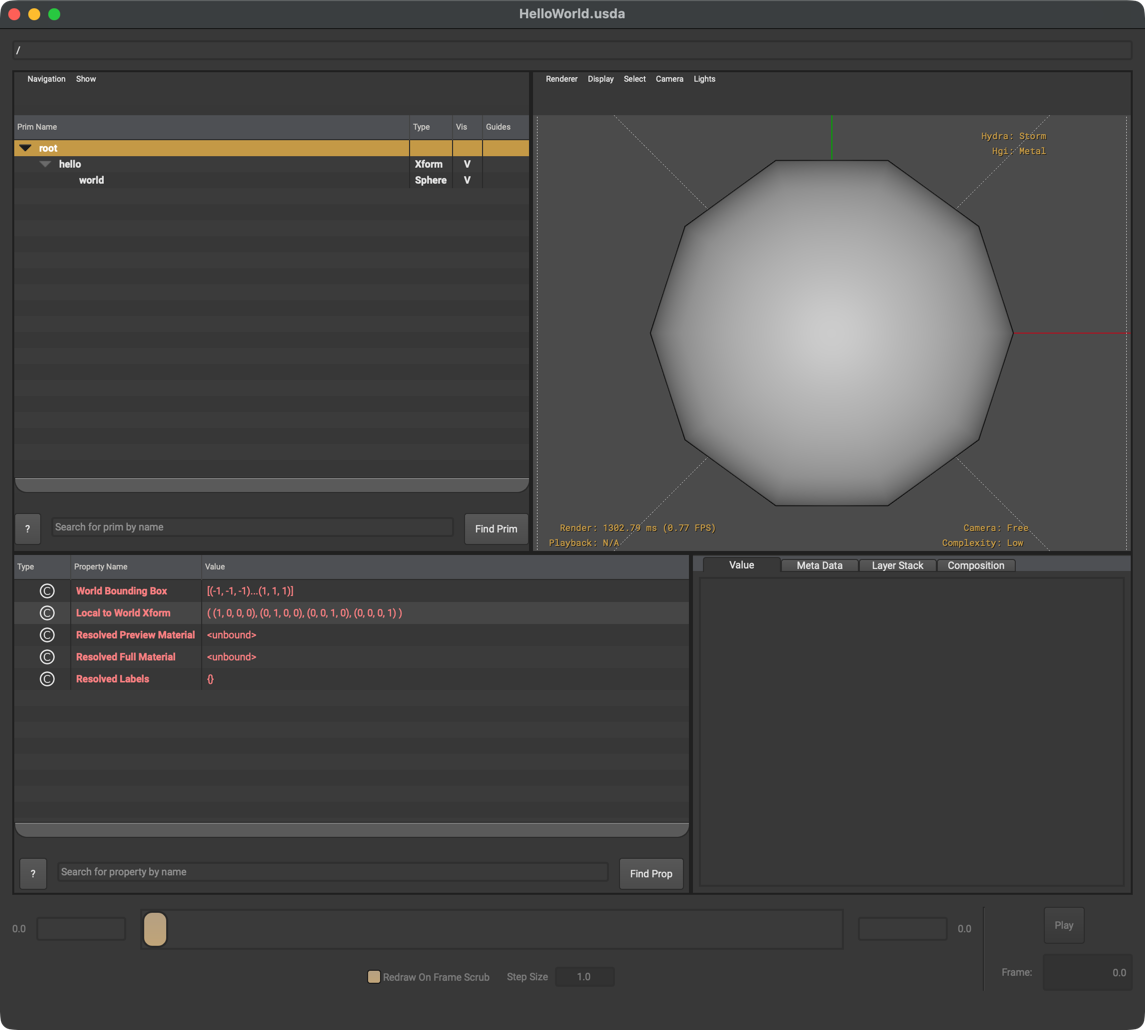 HelloWorld.usda
/
Navigation Show
Renderer Display Select Camera Lights
Prim Name Type Vis Guides
root
hello Xform V
world Sphere V
Hydra: Storm
Hgi: Metal
Render: 1302.79 ms (0.77 FPS)
Playback: N/A
Camera: Free
Complexity: Low
? Search for prim by name Find Prim
Type Property Name Value
C World Bounding Box [(-1, -1, -1)...(1, 1, 1)]
C Local to World Xform ( (1, 0, 0, 0), (0, 1, 0, 0), (0, 0, 1, 0), (0, 0, 0, 1) )
C Resolved Preview Material <unbound>
C Resolved Full Material <unbound>
C Resolved Labels {}
? Search for property by name Find Prop
Value Meta Data Layer Stack Composition
0.0 0.0 Play
Redraw On Frame Scrub Step Size 1.0 Frame: 0.0